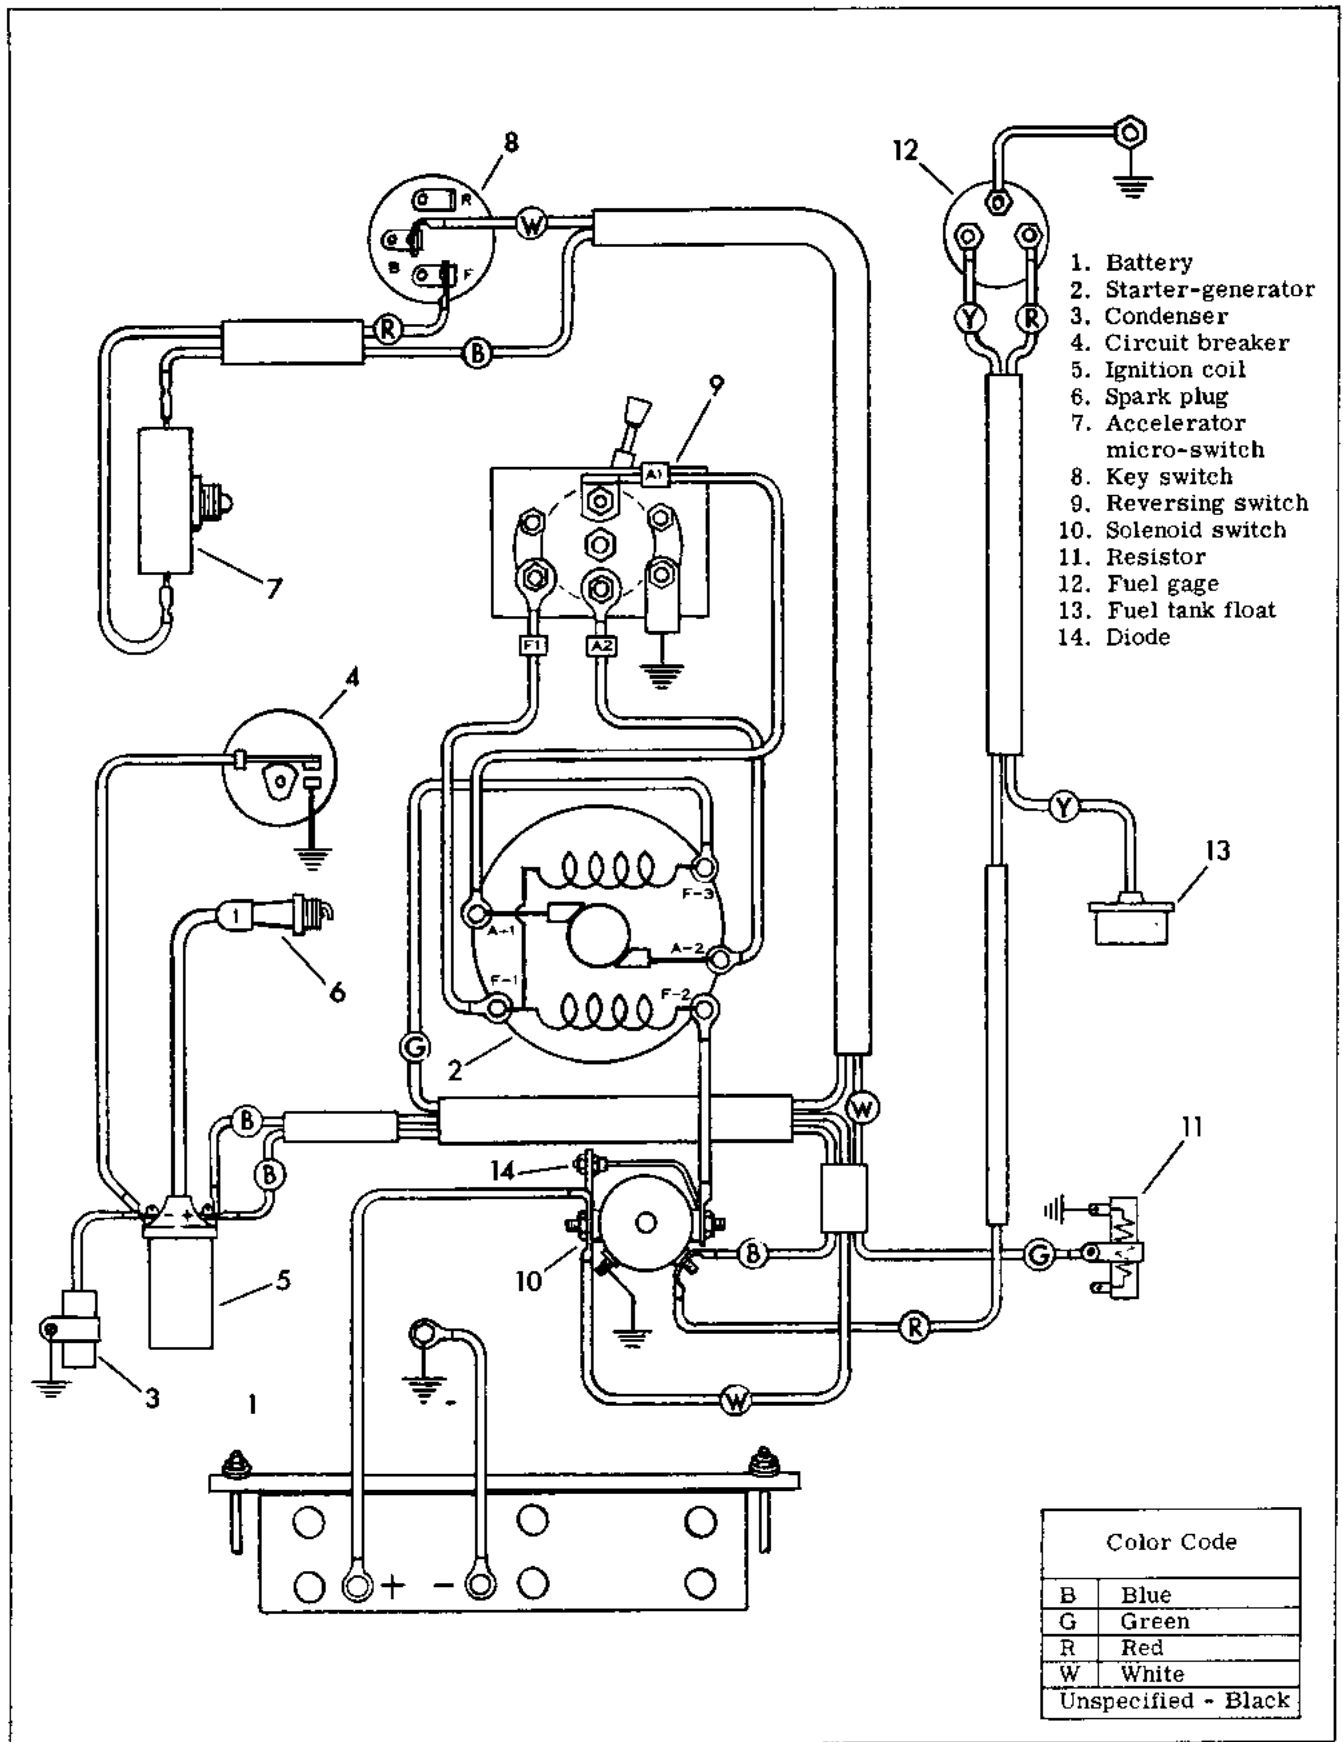 8
R
W
B
F
R
B
12
Y
R
1. Battery
2. Starter-generator
3. Condenser
4. Circuit breaker
5. Ignition coil
6. Spark plug
7. Accelerator
micro-switch
8. Key switch
9. Reversing switch
10. Solenoid switch
11. Resistor
12. Fuel gage
13. Fuel tank float
14. Diode
9
A1
7
F1
A2
4
Y
13
F-3
1
A-1
A-2
6
F-1
F-2
G
2
W
B
11
14
B
+
B
G
10
5
R
3
1
-
W
+ -
Color Code
B Blue
G Green
R Red
W White
Unspecified - Black